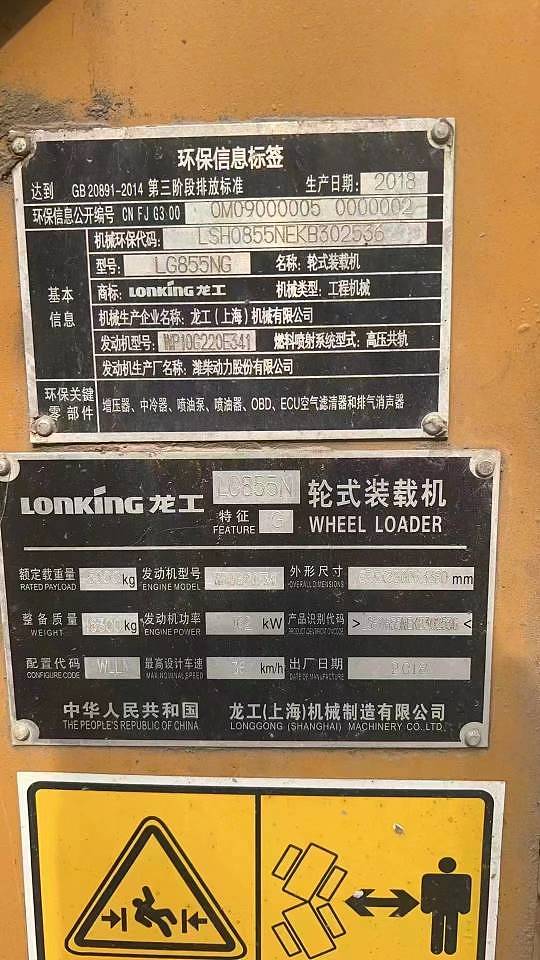 环保信息标签
达到 GB 20891-2014 第三阶段排放标准 生产日期: 2018
环保信息公开编号 CN FJ G3 00 0M09000005 0000002
机械环保代码: LSH0855NEKB302536
型号: LG855NG 名称: 轮式装载机
基本信息 商标: LONKING 龙工 机械类型: 工程机械
机械生产企业名称: 龙工(上海)机械有限公司
发动机型号: WP10G220E341 燃料喷射系统型式: 高压共轨
发动机生产厂名称: 潍柴动力股份有限公司
环保关键零部件 增压器、中冷器、喷油泵、喷油器、OBD、ECU空气滤清器和排气消声器
LONKING 龙工 LG855N 轮式装载机
特征 FEATURE G WHEEL LOADER
额定载重量 kg 发动机型号 外形尺寸 mm
RATED PAYLOAD ENGINE MODEL OVERALL DIMENSIONS
整备质量 kg 发动机功率 162 kW 产品识别代码 > <
WEIGHT ENGINE POWER PRODUCT IDENTIFICATION CODE
配置代码 最高设计车速 km/h 出厂日期
CONFIGURE CODE MAX.NOMINAL SPEED DATE OF MANUFACTURE
中华人民共和国 龙工(上海)机械制造有限公司
THE PEOPLE'S REPUBLIC OF CHINA LONGGONG (SHANGHAI) MACHINERY CO. LTD.